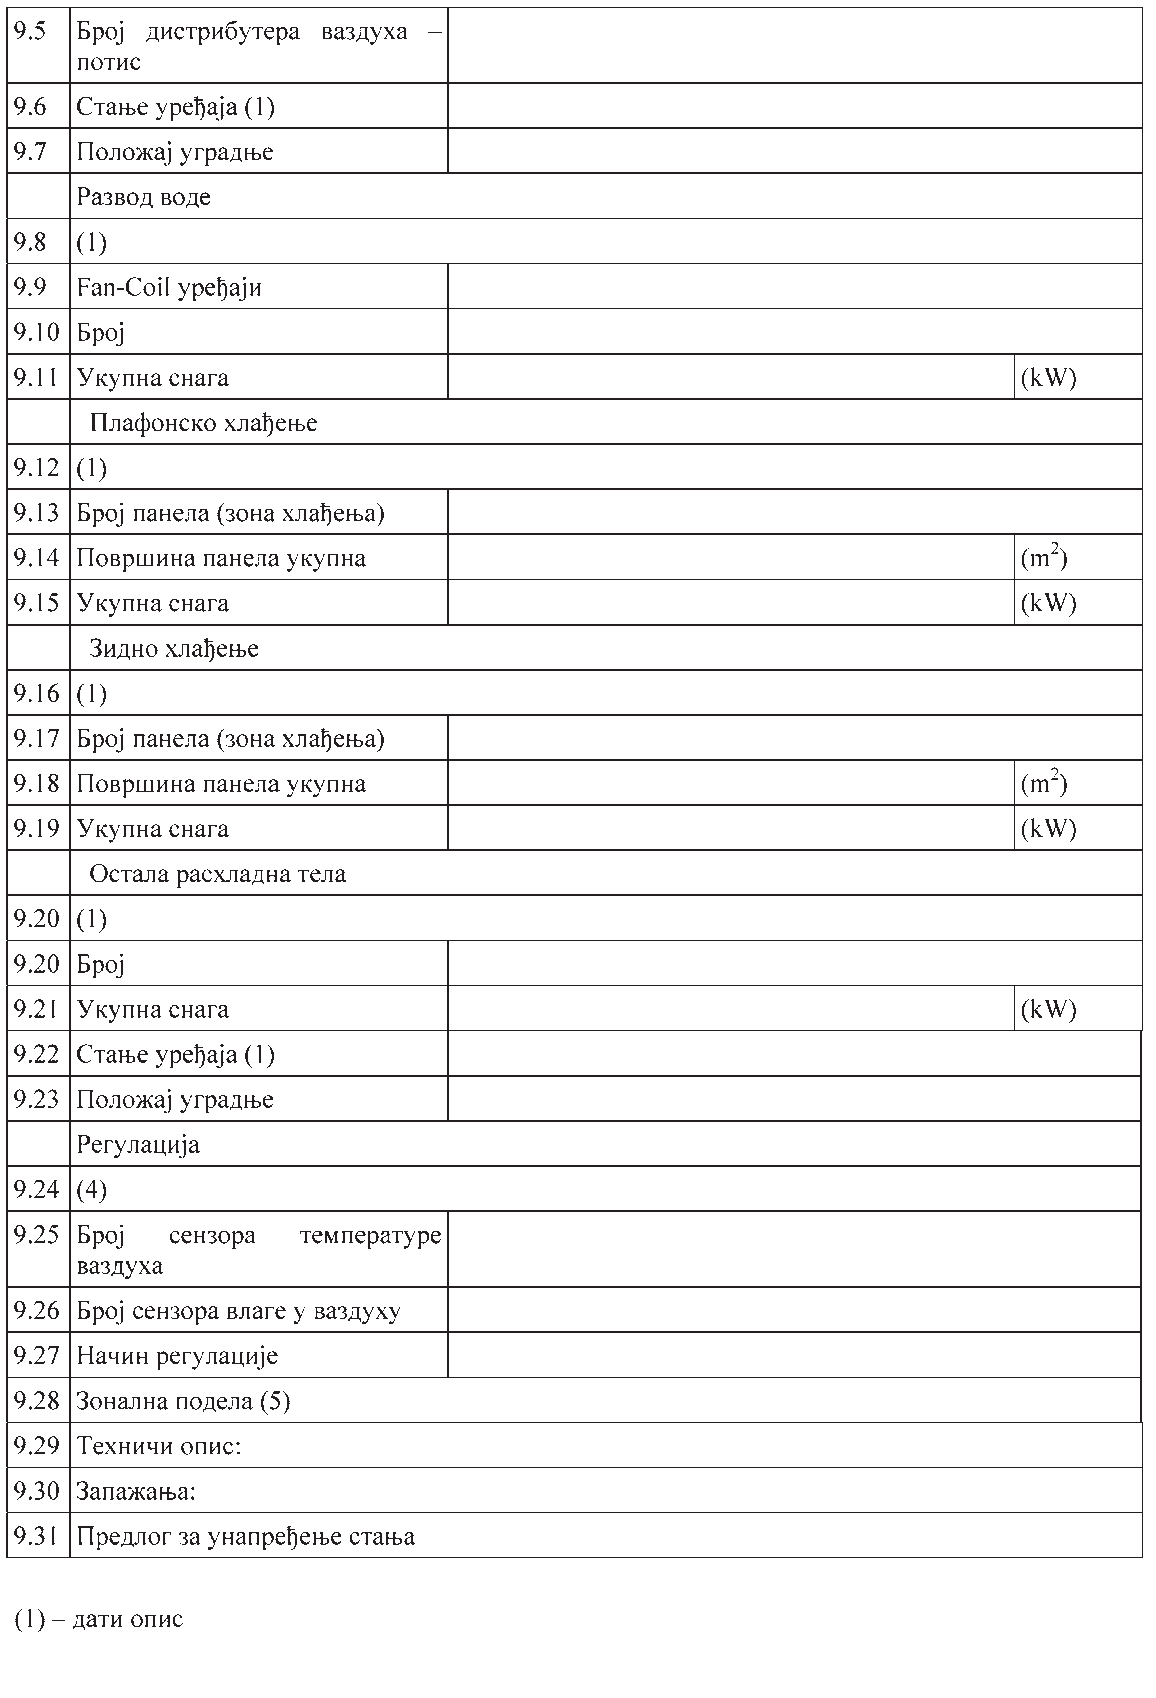 9.5 Број дистрибутера ваздуха –
потис
9.6 Стање уређаја (1)
9.7 Положај уградње
Развод воде
9.8 (1)
9.9 Fan-Coil уређаји
9.10 Број
9.11 Укупна снага (kW)
Плафонско хлађење
9.12 (1)
9.13 Број панела (зона хлађења)
9.14 Површина панела укупна (m²)
9.15 Укупна снага (kW)
Зидно хлађење
9.16 (1)
9.17 Број панела (зона хлађења)
9.18 Површина панела укупна (m²)
9.19 Укупна снага (kW)
Остала расхладна тела
9.20 (1)
9.20 Број
9.21 Укупна снага (kW)
9.22 Стање уређаја (1)
9.23 Положај уградње
Регулација
9.24 (4)
9.25 Број сензора температуре
ваздуха
9.26 Број сензора влаге у ваздуху
9.27 Начин регулације
9.28 Зонална подела (5)
9.29 Техничи опис:
9.30 Запажања:
9.31 Предлог за унапређење стања
(1) – дати опис